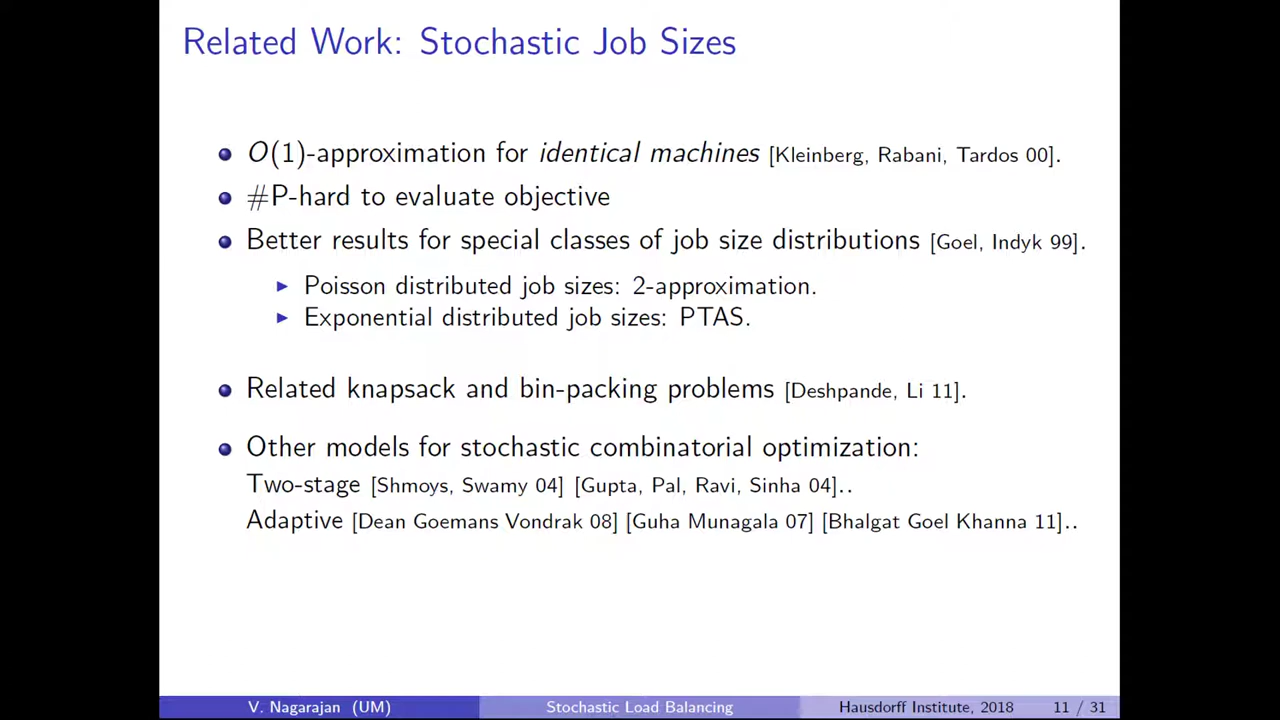 Related Work: Stochastic Job Sizes
O(1)-approximation for identical machines [Kleinberg, Rabani, Tardos 00].
#P-hard to evaluate objective
Better results for special classes of job size distributions [Goel, Indyk 99].
Poisson distributed job sizes: 2-approximation.
Exponential distributed job sizes: PTAS.
Related knapsack and bin-packing problems [Deshpande, Li 11].
Other models for stochastic combinatorial optimization:
Two-stage [Shmoys, Swamy 04] [Gupta, Pal, Ravi, Sinha 04]..
Adaptive [Dean Goemans Vondrak 08] [Guha Munagala 07] [Bhalgat Goel Khanna 11]..
V. Nagarajan (UM) Stochastic Load Balancing Hausdorff Institute, 2018 11 / 31